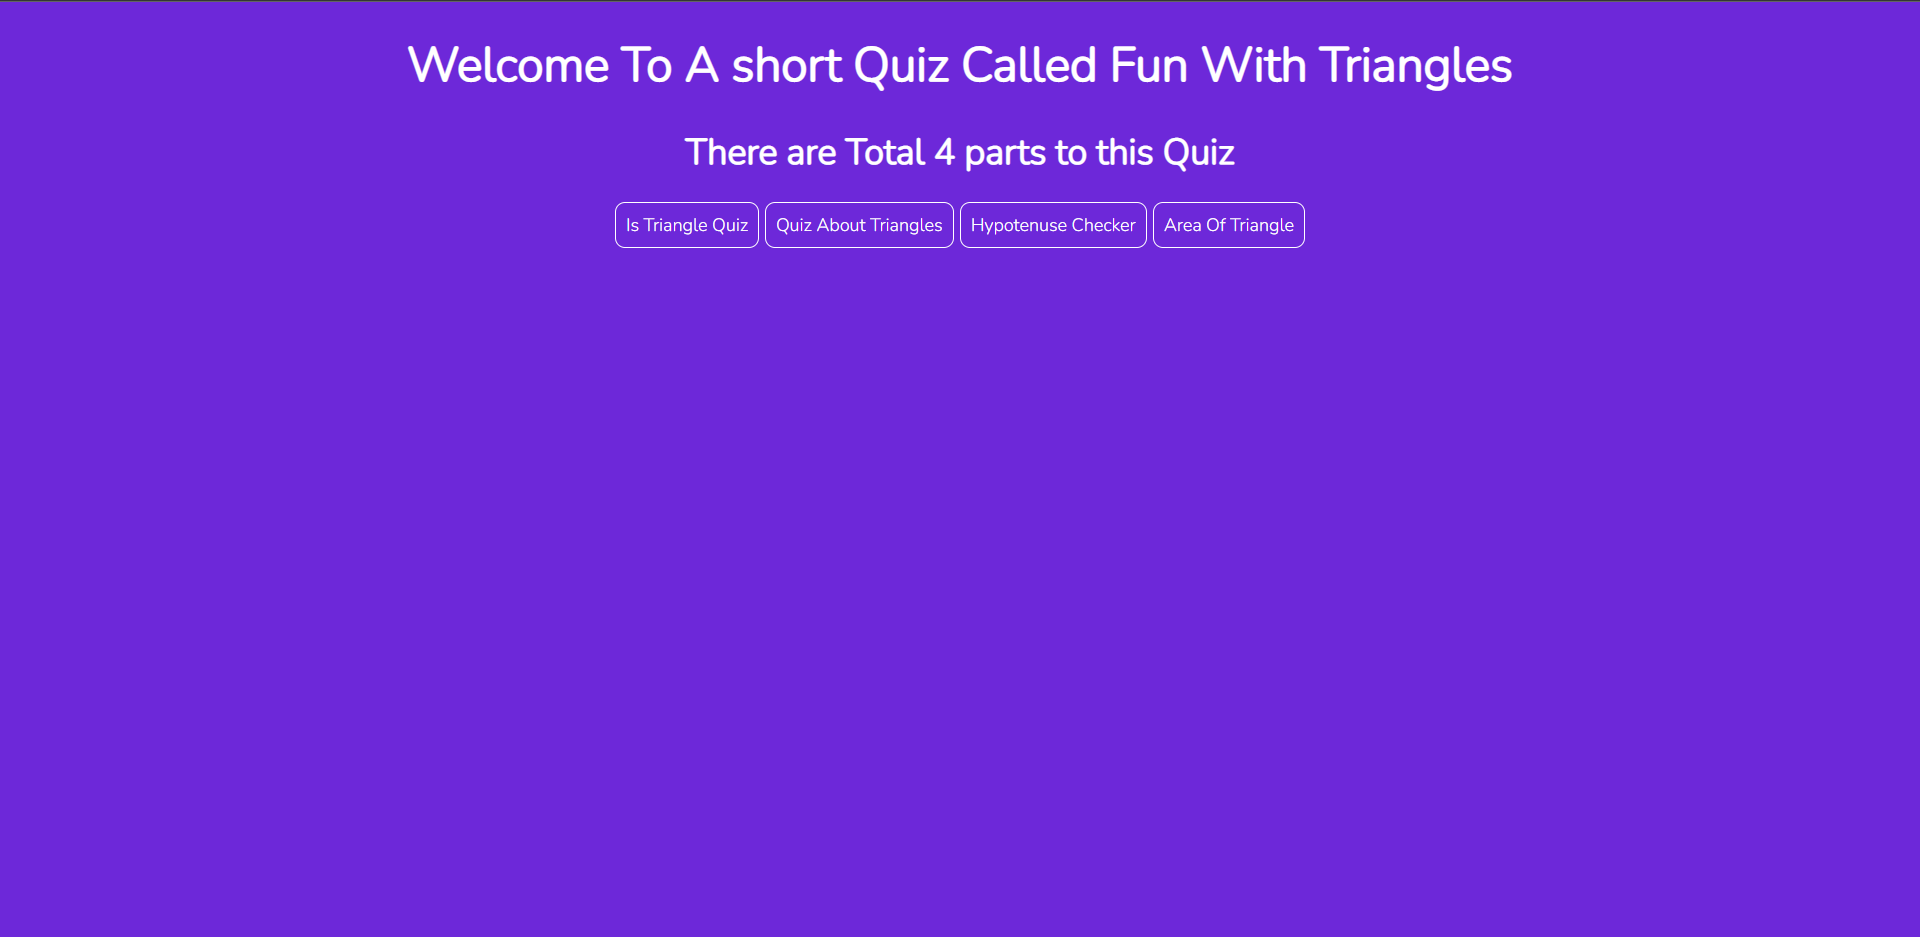 Welcome To A short Quiz Called Fun With Triangles
There are Total 4 parts to this Quiz
Is Triangle Quiz Quiz About Triangles Hypotenuse Checker Area Of Triangle